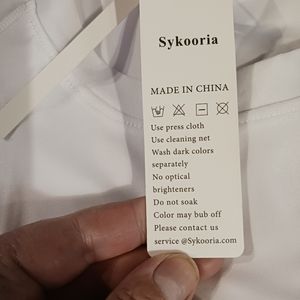 Sykooria
MADE IN CHINA
Use press cloth
Use cleaning net
Wash dark colors
separately
No optical
brighteners
Do not soak
Color may bub off
Please contact us
service @Sykooria.com